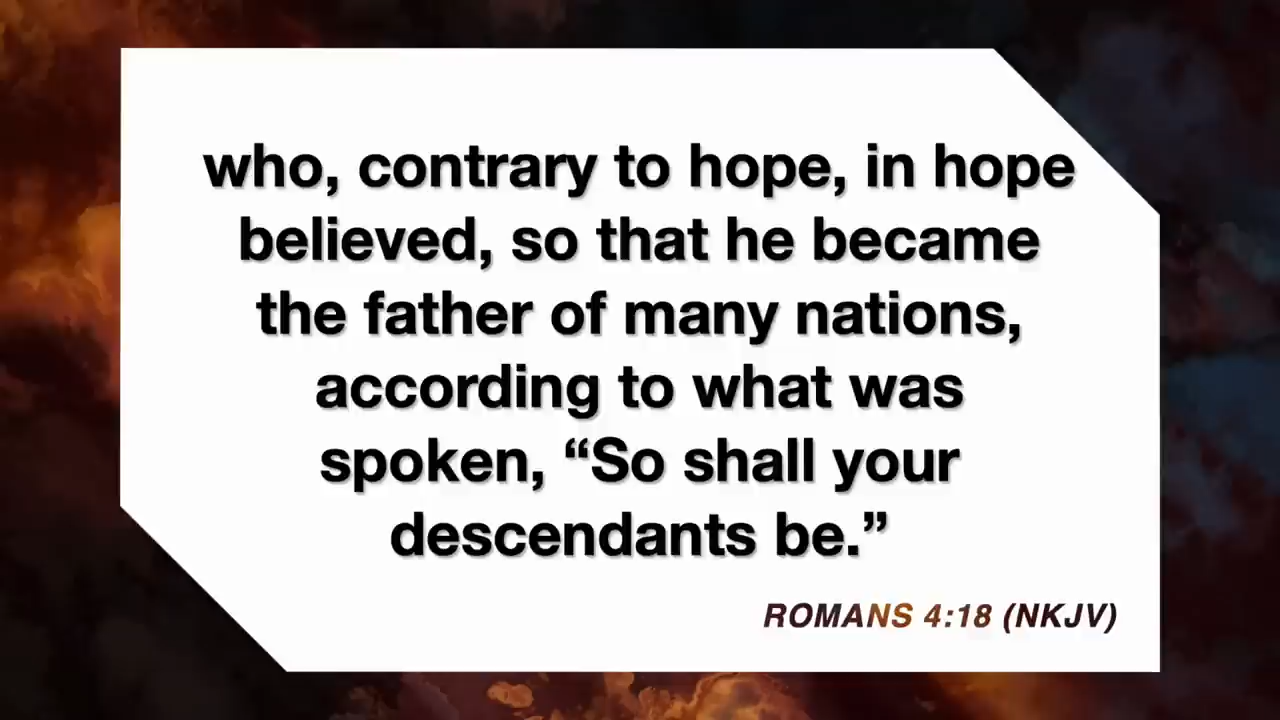 who, contrary to hope, in hope
believed, so that he became
the father of many nations,
according to what was
spoken, “So shall your
descendants be.”
ROMANS 4:18 (NKJV)